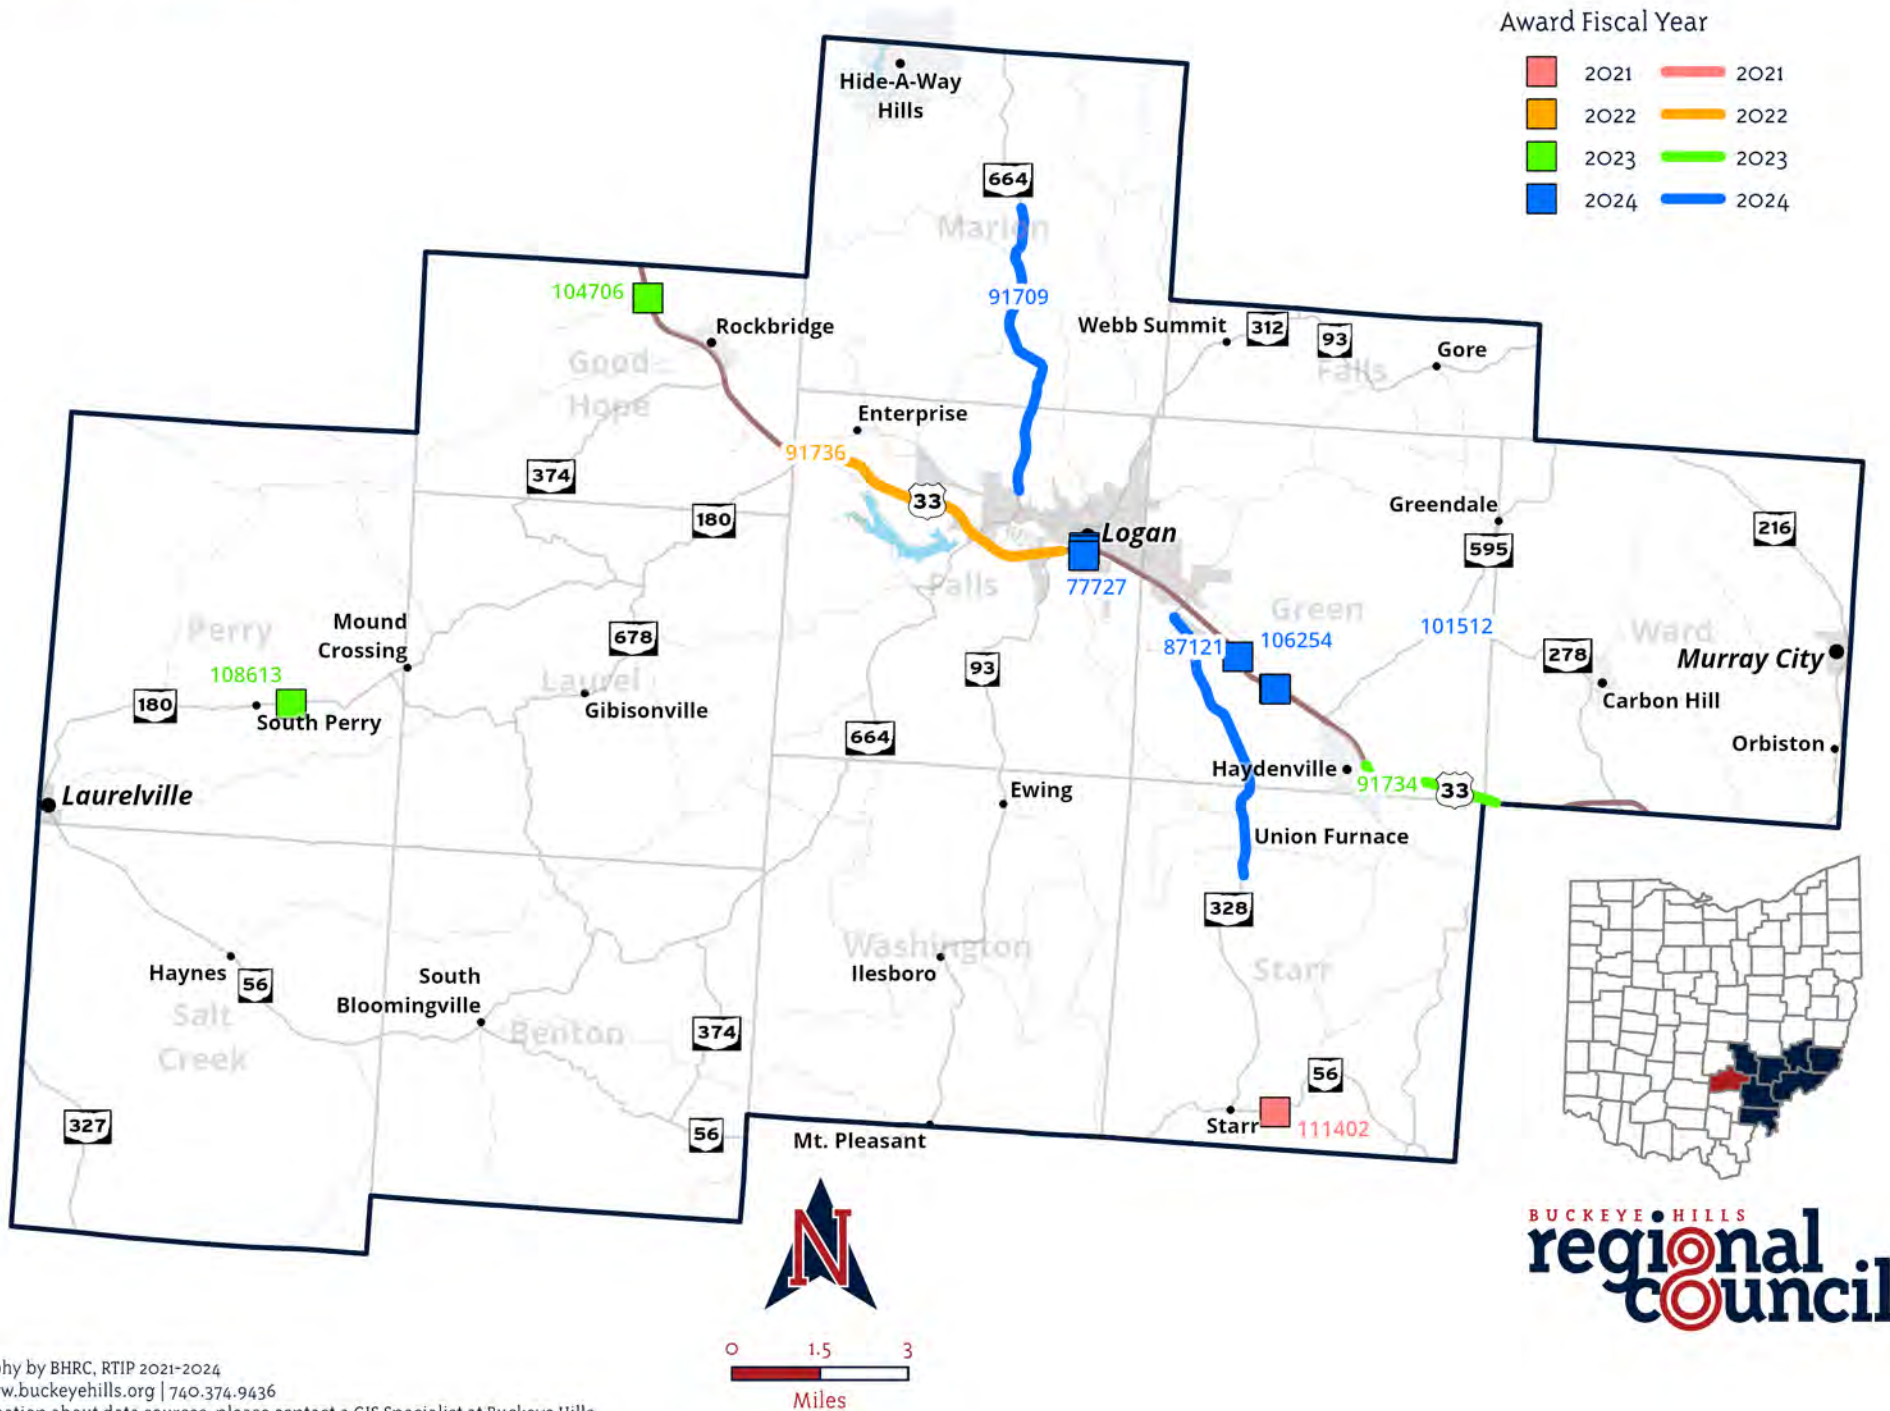 Award Fiscal Year
2021 2021
2022 2022
2023 2023
2024 2024
Hide-A-Way
Hills
664
Marion
91709
104706
Rockbridge
Webb Summit
312
93
Gore
Falls
Good
Hope
Enterprise
91736
374
33
180
Greendale
216
Logan
595
77727
Falls
Green
Perry
Mound
Crossing
678
101512
Ward
106254
87121
278
Murray City
93
108613
Laurel
Carbon Hill
180
Gibisonville
South Perry
664
Orbiston
Haydenville
91734
33
Laurelville
Ewing
Union Furnace
328
Washington
Ilesboro
Starr
Haynes
56
South
Bloomingville
Salt
Creek
Benton
374
56
327
56
Starr
111402
Mt. Pleasant
N
BUCKEYE HILLS
regional
council
0 1.5 3
Miles
hy by BHRC, RTIP 2021-2024
w.buckeyehills.org | 740.374.9436